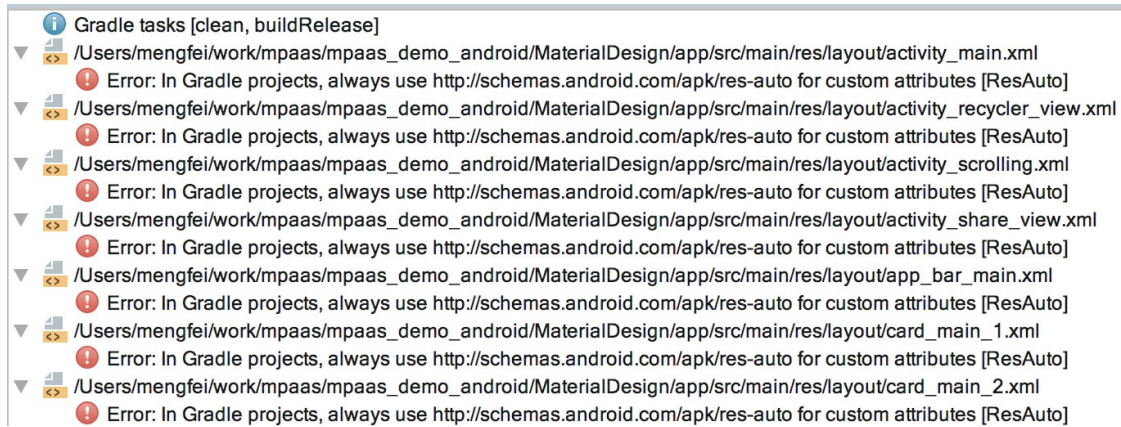 Gradle tasks [clean, buildRelease]
/Users/mengfei/work/mpaas/mpaas_demo_android/MaterialDesign/app/src/main/res/layout/activity_main.xml
Error: In Gradle projects, always use http://schemas.android.com/apk/res-auto for custom attributes [ResAuto]
/Users/mengfei/work/mpaas/mpaas_demo_android/MaterialDesign/app/src/main/res/layout/activity_recycler_view.xml
Error: In Gradle projects, always use http://schemas.android.com/apk/res-auto for custom attributes [ResAuto]
/Users/mengfei/work/mpaas/mpaas_demo_android/MaterialDesign/app/src/main/res/layout/activity_scrolling.xml
Error: In Gradle projects, always use http://schemas.android.com/apk/res-auto for custom attributes [ResAuto]
/Users/mengfei/work/mpaas/mpaas_demo_android/MaterialDesign/app/src/main/res/layout/activity_share_view.xml
Error: In Gradle projects, always use http://schemas.android.com/apk/res-auto for custom attributes [ResAuto]
/Users/mengfei/work/mpaas/mpaas_demo_android/MaterialDesign/app/src/main/res/layout/app_bar_main.xml
Error: In Gradle projects, always use http://schemas.android.com/apk/res-auto for custom attributes [ResAuto]
/Users/mengfei/work/mpaas/mpaas_demo_android/MaterialDesign/app/src/main/res/layout/card_main_1.xml
Error: In Gradle projects, always use http://schemas.android.com/apk/res-auto for custom attributes [ResAuto]
/Users/mengfei/work/mpaas/mpaas_demo_android/MaterialDesign/app/src/main/res/layout/card_main_2.xml
Error: In Gradle projects, always use http://schemas.android.com/apk/res-auto for custom attributes [ResAuto]